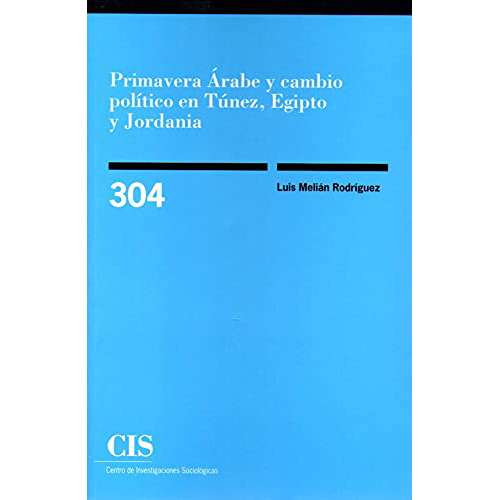 Primavera Árabe y cambio
político en Túnez, Egipto
y Jordania
304
Luis Melián Rodríguez
CIS
Centro de Investigaciones Sociológicas